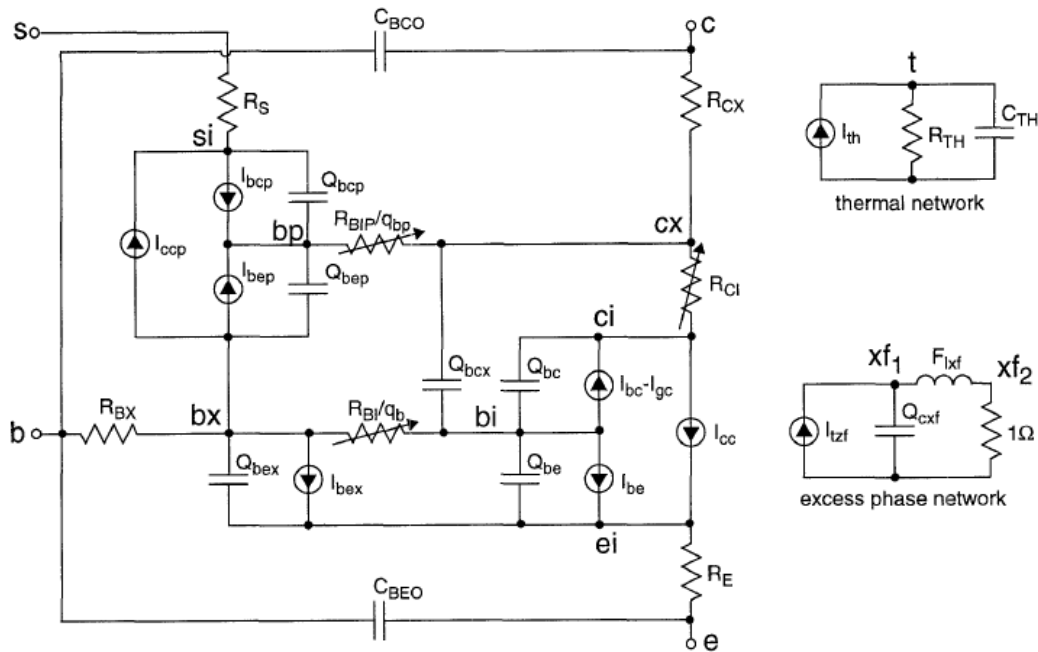 C_BCO
s
c
t
R_S
R_CX
I_th
R_TH
C_TH
si
thermal network
I_bcp
Q_bcp
R_BIP/q_bp
cx
bp
I_ccp
I_bep
Q_bep
R_CI
ci
xf_1
F_lxf
xf_2
Q_bcx
Q_bc
I_bc-I_gc
R_BX
bx
R_BI/q_b
bi
I_cc
Q_cxf
I_tzf
1Ω
b
Q_bex
I_bex
Q_be
I_be
excess phase network
ei
R_E
C_BEO
e